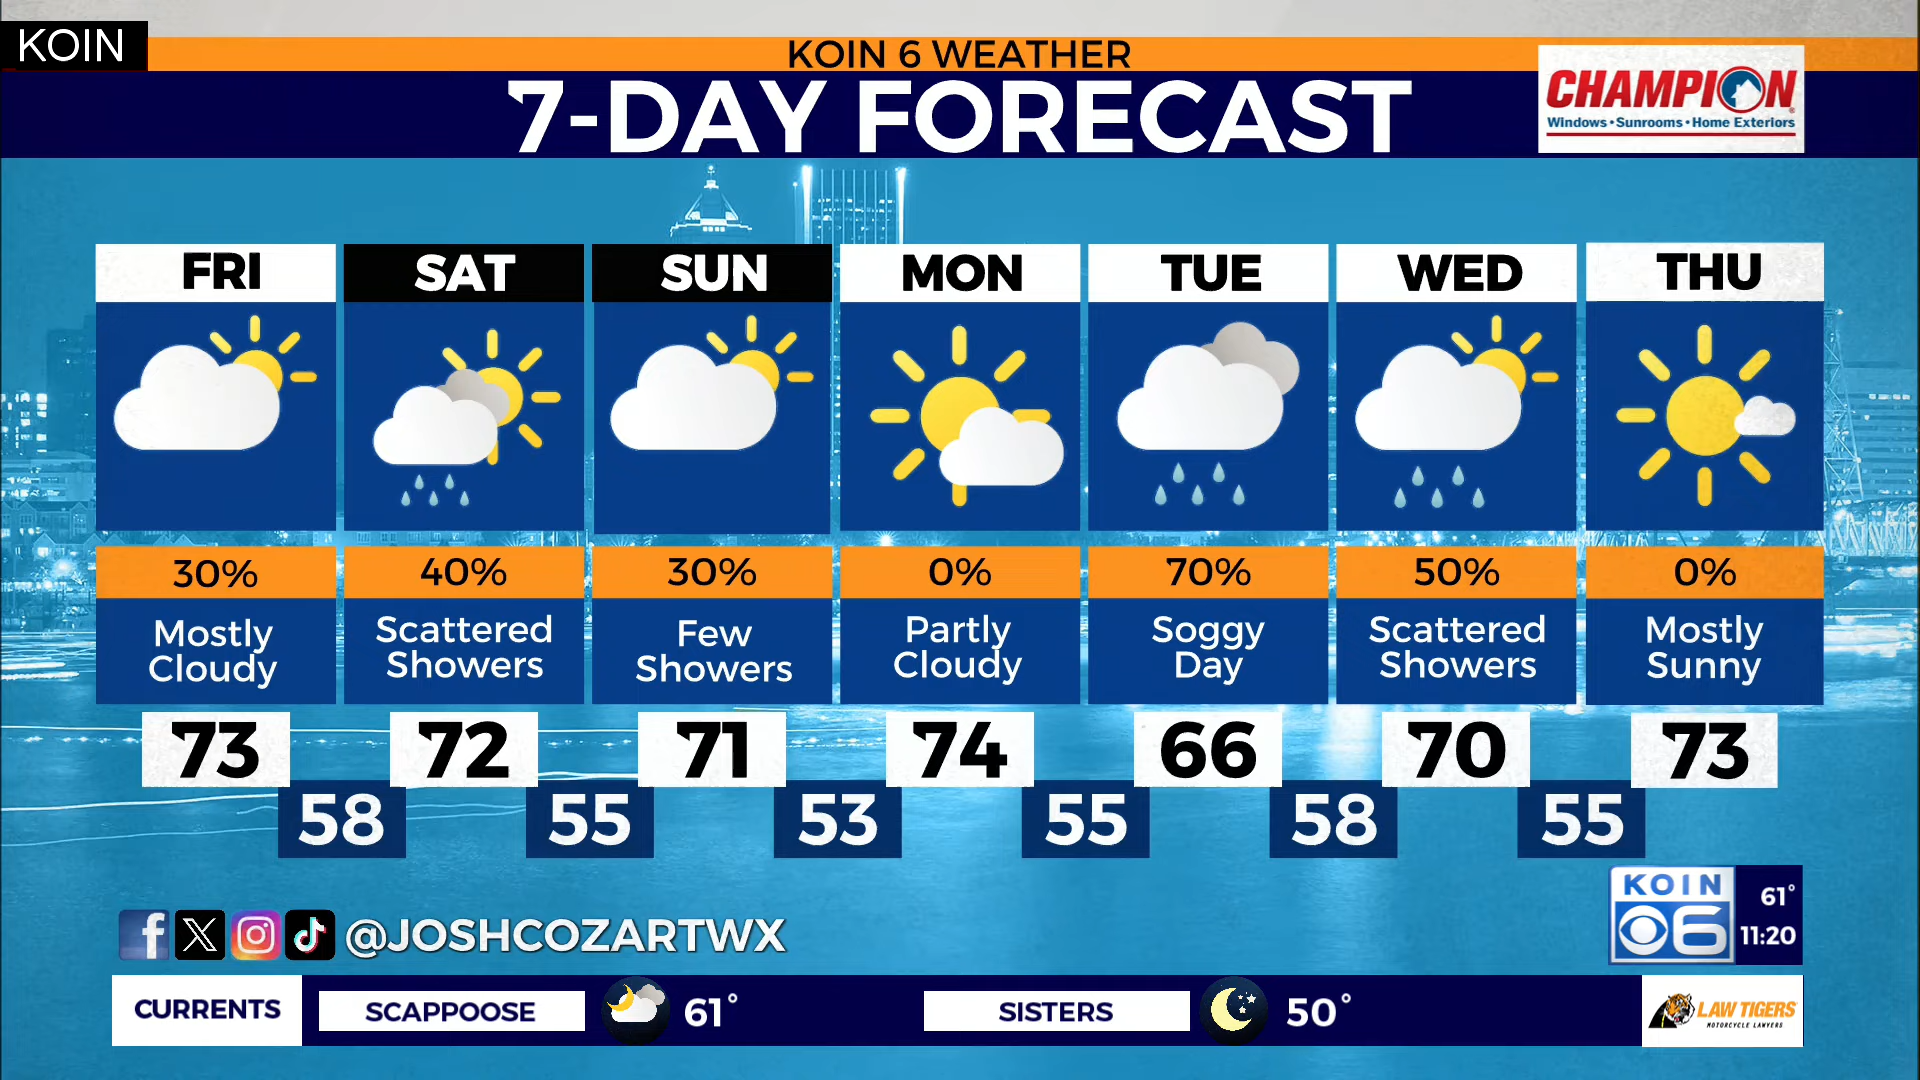 KOIN
KOIN 6 WEATHER
7-DAY FORECAST
CHAMPION
Windows • Sunrooms • Home Exteriors
FRI
SAT
SUN
MON
TUE
WED
THU
30%
40%
30%
0%
70%
50%
0%
Mostly
Cloudy
Scattered
Showers
Few
Showers
Partly
Cloudy
Soggy
Day
Scattered
Showers
Mostly
Sunny
73
72
71
74
66
70
73
58
55
53
55
58
55
@JOSHCOZARTWX
KOIN
6
61°
11:20
CURRENTS
SCAPPOOSE
61°
SISTERS
50°
LAW TIGERS
MOTORCYCLE LAWYERS